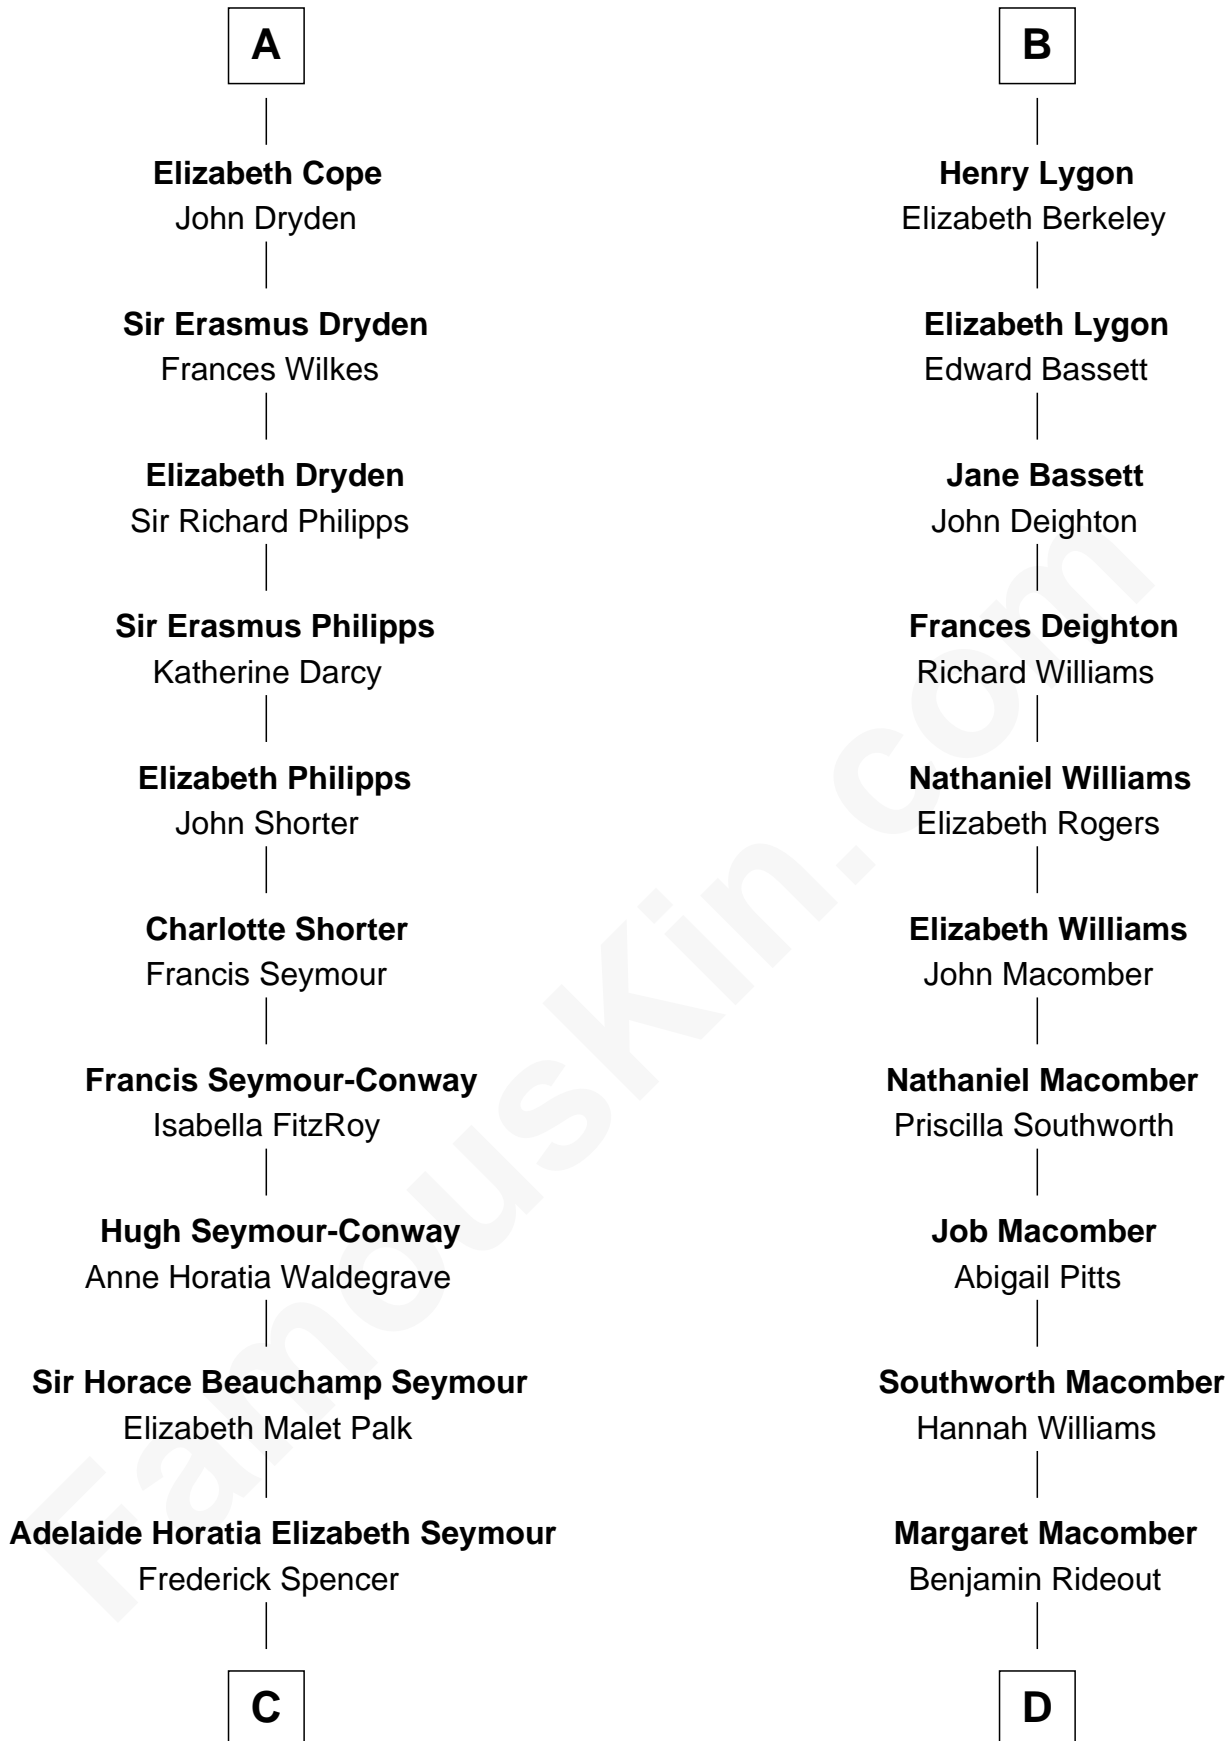 A
Elizabeth Cope
John Dryden
Sir Erasmus Dryden
Frances Wilkes
Elizabeth Dryden
Sir Richard Philipps
Sir Erasmus Philipps
Katherine Darcy
Elizabeth Philipps
John Shorter
Charlotte Shorter
Francis Seymour
Francis Seymour-Conway
Isabella FitzRoy
Hugh Seymour-Conway
Anne Horatia Waldegrave
Sir Horace Beauchamp Seymour
Elizabeth Malet Palk
Adelaide Horatia Elizabeth Seymour
Frederick Spencer
C
B
Henry Lygon
Elizabeth Berkeley
Elizabeth Lygon
Edward Bassett
Jane Bassett
John Deighton
Frances Deighton
Richard Williams
Nathaniel Williams
Elizabeth Rogers
Elizabeth Williams
John Macomber
Nathaniel Macomber
Priscilla Southworth
Job Macomber
Abigail Pitts
Southworth Macomber
Hannah Williams
Margaret Macomber
Benjamin Rideout
D
FamousKin.com